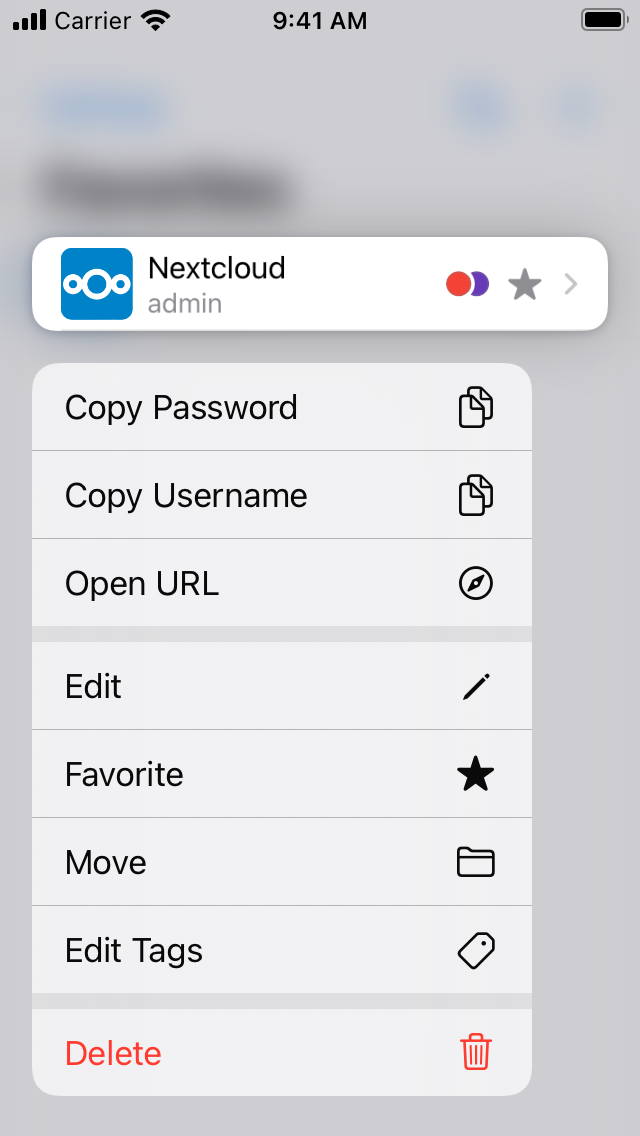 Carrier 9:41 AM
Nextcloud
admin
Copy Password
Copy Username
Open URL
Edit
Favorite
Move
Edit Tags
Delete